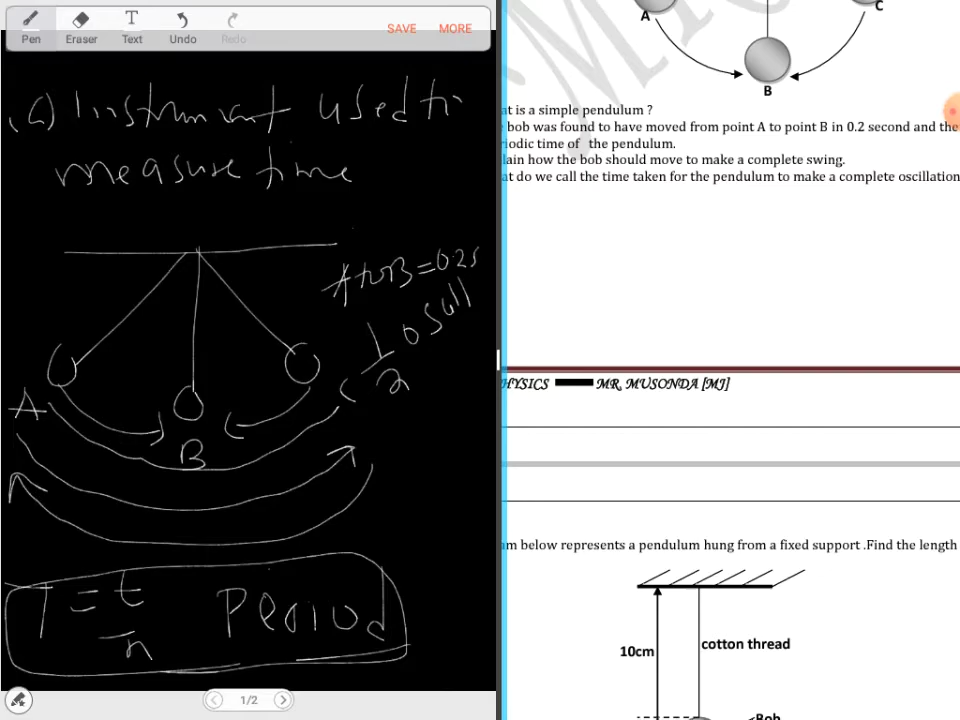 Pen
Eraser
Text
Undo
Redo
SAVE
MORE
a) Instrument used to
measure time
A to B = 0.2s
1/2 oscill
A
B
C
T = t/n Period
1/2
A
C
B
at is a simple pendulum ?
bob was found to have moved from point A to point B in 0.2 second and the
riodic time of the pendulum.
lain how the bob should move to make a complete swing.
at do we call the time taken for the pendulum to make a complete oscillation
HYSICS MR, MUSONDA [MJ]
am below represents a pendulum hung from a fixed support .Find the length
10cm
cotton thread
Bob